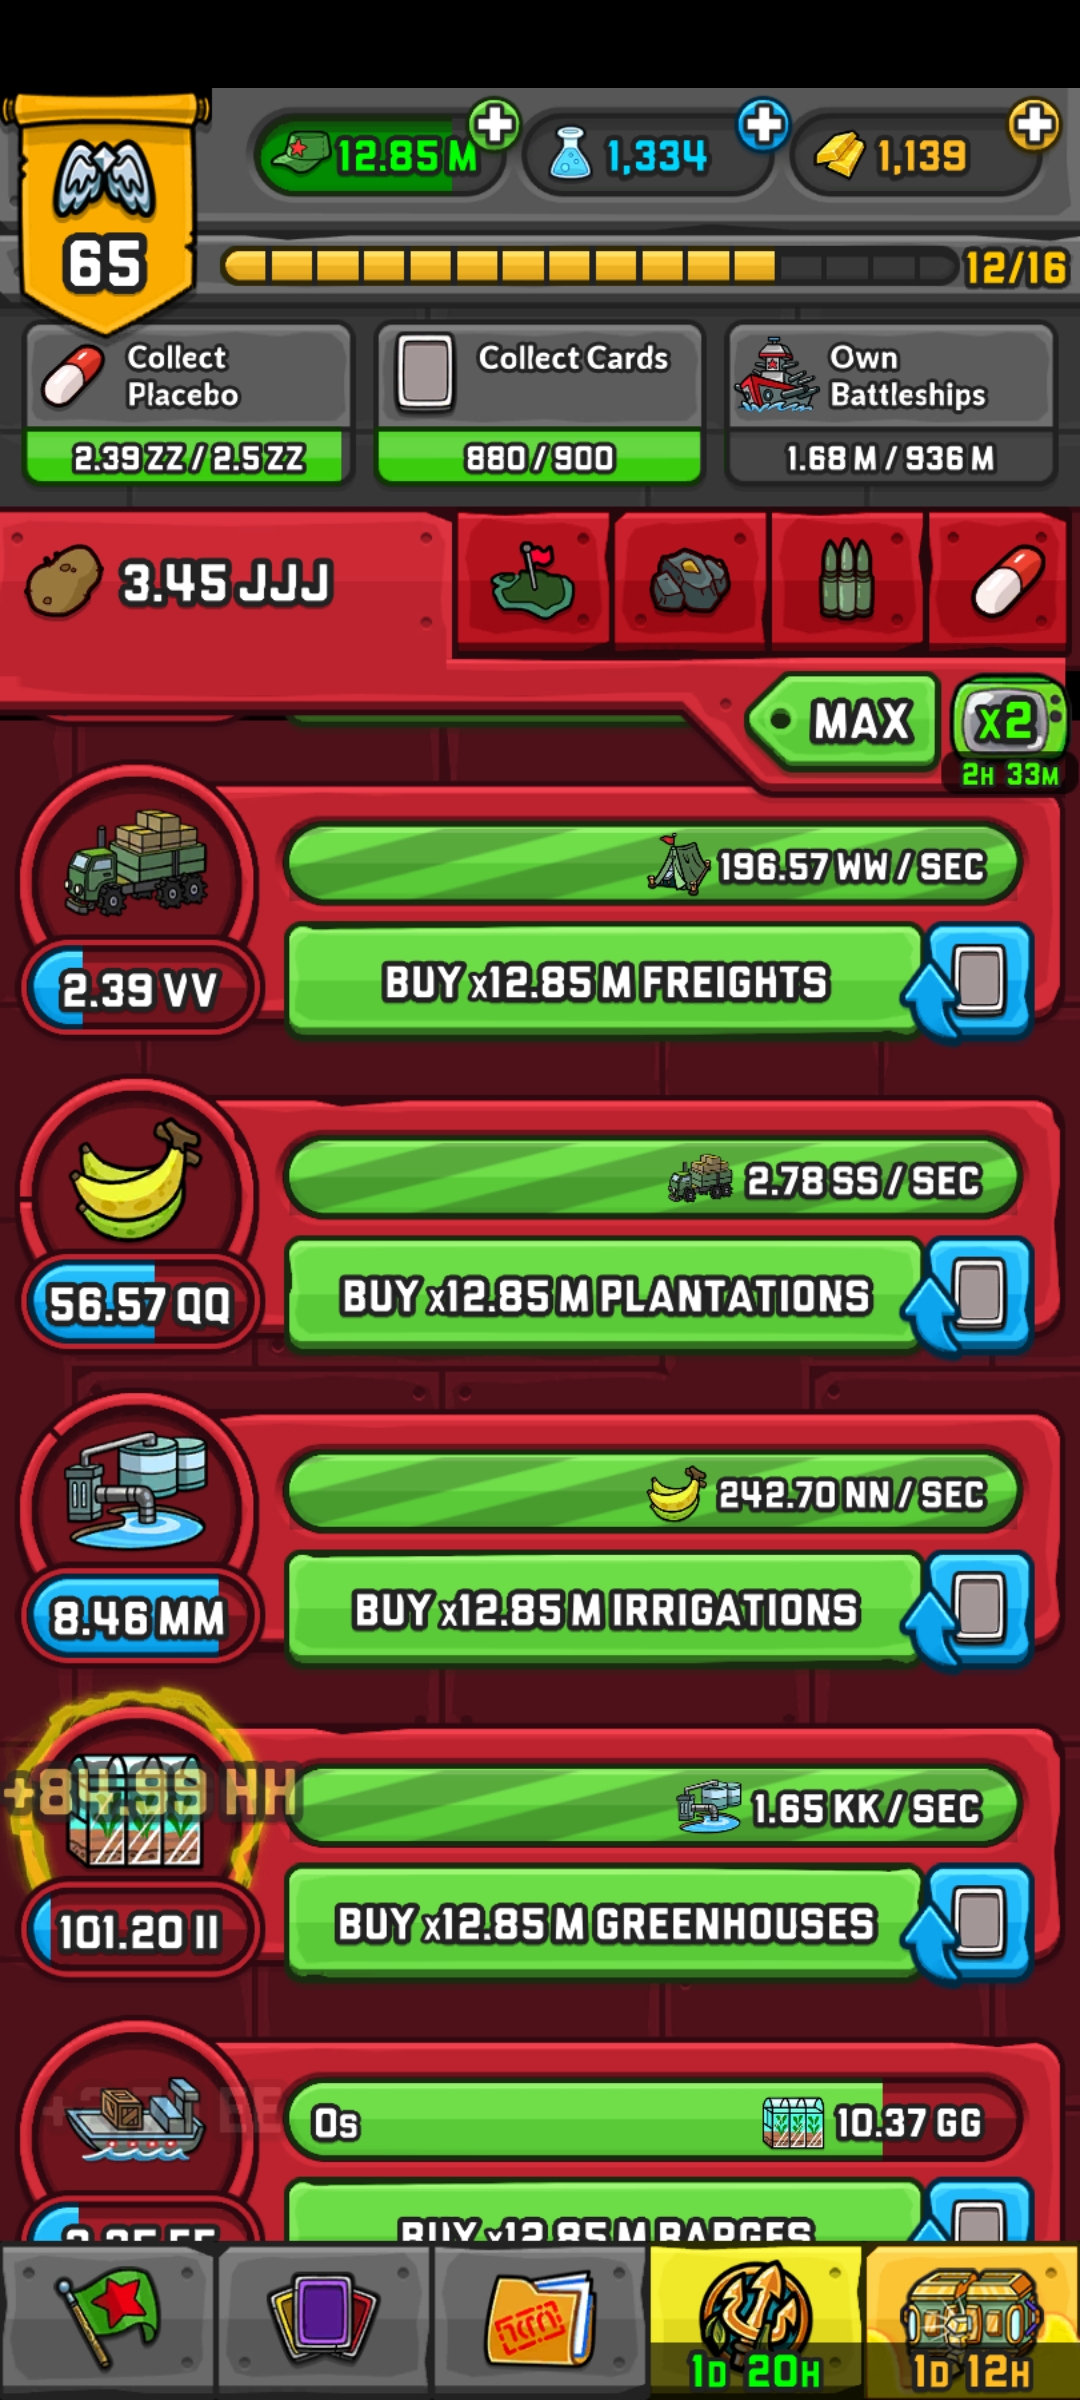 12.85 M
1,334
1,139
65
12/16
Collect
Placebo
2.39 ZZ / 2.5 ZZ
Collect Cards
880 / 900
Own
Battleships
1.68 M / 936 M
3.45 JJJ
MAX
x2
2H 33M
196.57 WW / SEC
2.39 VV
BUY x12.85 M FREIGHTS
2.78 SS / SEC
56.57 QQ
BUY x12.85 M PLANTATIONS
242.70 NN / SEC
8.46 MM
BUY x12.85 M IRRIGATIONS
+84.99 HH
1.65 KK / SEC
101.20 II
BUY x12.85 M GREENHOUSES
0s
10.37 GG
BUY x12.85 M BARGES
1D 20H
1D 12H